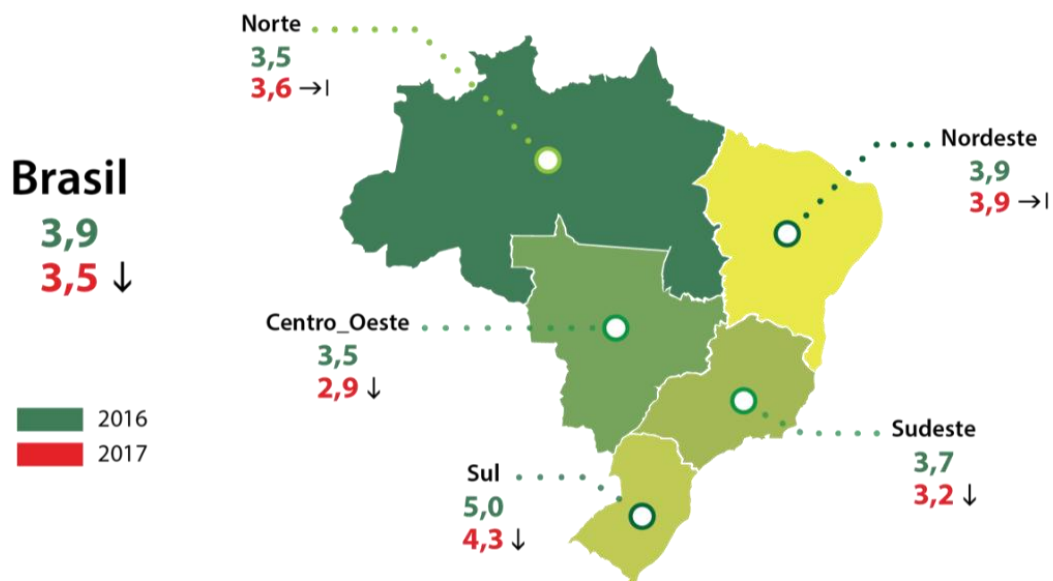 Norte
3,5
3,6 →|
Nordeste
3,9
3,9 →|
Brasil
3,9
3,5 ↓
Centro_Oeste
3,5
2,9 ↓
2016
2017
Sudeste
3,7
3,2 ↓
Sul
5,0
4,3 ↓